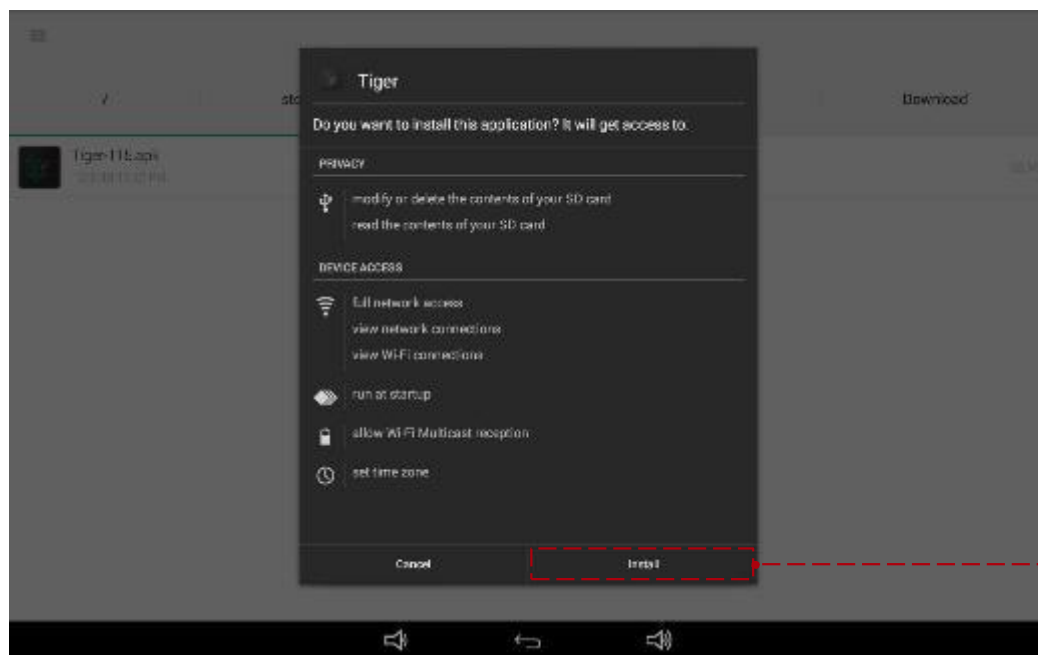 Tiger
Do you want to install this application? It will get access to:
/
Download
Tiger-115.apk
PRIVACY
modify or delete the contents of your SD card
read the contents of your SD card
DEVICE ACCESS
full network access
view network connections
view Wi-Fi connections
run at startup
allow Wi-Fi Multicast reception
set time zone
Cancel
Install